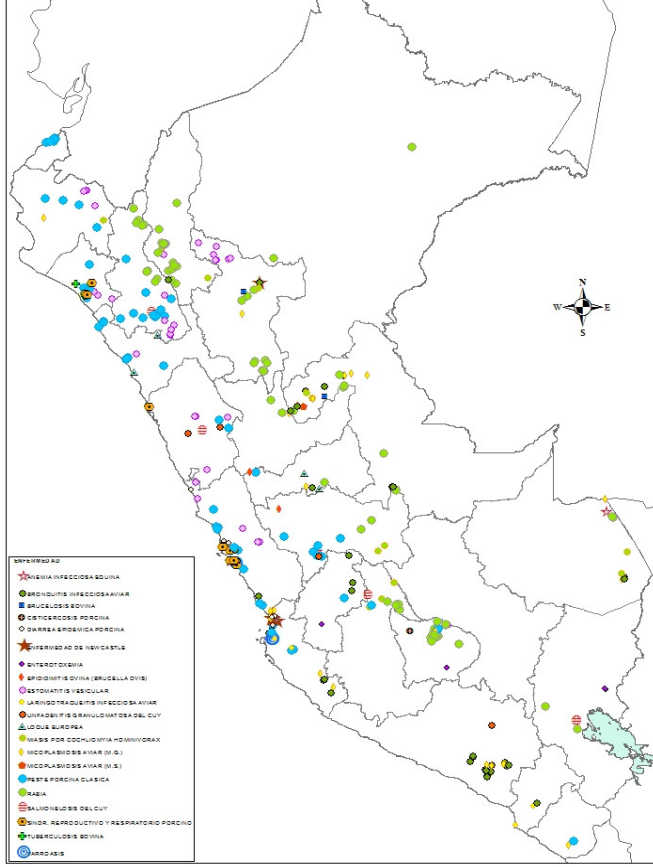 N
W E
S
ENFERMEDAD
ANEMIA INFECCIOSA EQUINA
BRONQUITIS INFECCIOSA AVIAR
BRUCELOSIS BOVINA
CISTICERCOSIS PORCINA
DIARREA EPIDEMICA PORCINA
ENFERMEDAD DE NEWCASTLE
ENTEROTOXEMIA
EPIDIDIMITIS OVINA (BRUCELLA OVIS)
ESTOMATITIS VESICULAR
LARINGOTRAQUEITIS INFECCIOSA AVIAR
LINFADENITIS GRANULOMATOSA DEL CUY
LOQUE EUROPEA
MIASIS POR COCHLIOMYIA HOMINIVORAX
MICOPLASMOSIS AVIAR (M.G.)
MICOPLASMOSIS AVIAR (M.S.)
PESTE PORCINA CLASICA
RABIA
SALMONELOSIS DEL CUY
SINDR. REPRODUCTIVO Y RESPIRATORIO PORCINO
TUBERCULOSIS BOVINA
VARROASIS